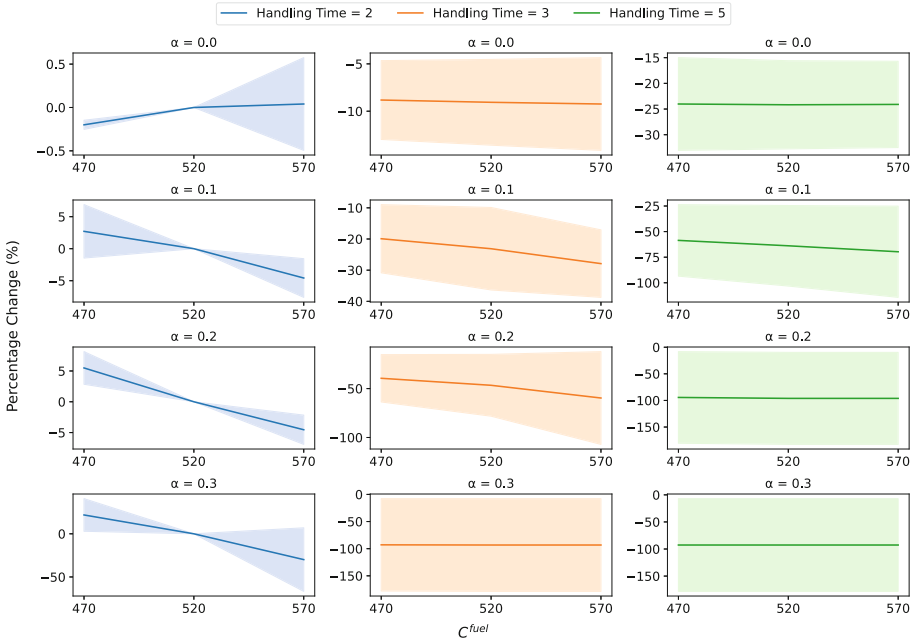 Handling Time = 2 Handling Time = 3 Handling Time = 5
α = 0.0 α = 0.0 α = 0.0
0.5
0.0
−0.5
470 520 570
−5
−10
470 520 570
−15
−20
−25
−30
470 520 570
α = 0.1 α = 0.1 α = 0.1
5
0
−5
470 520 570
−10
−20
−30
−40
470 520 570
−25
−50
−75
−100
470 520 570
α = 0.2 α = 0.2 α = 0.2
5
0
−5
470 520 570
−50
−100
470 520 570
0
−50
−100
−150
470 520 570
α = 0.3 α = 0.3 α = 0.3
0
−50
470 520 570
0
−50
−100
−150
470 520 570
0
−50
−100
−150
470 520 570
Percentage Change (%)
C^fuel